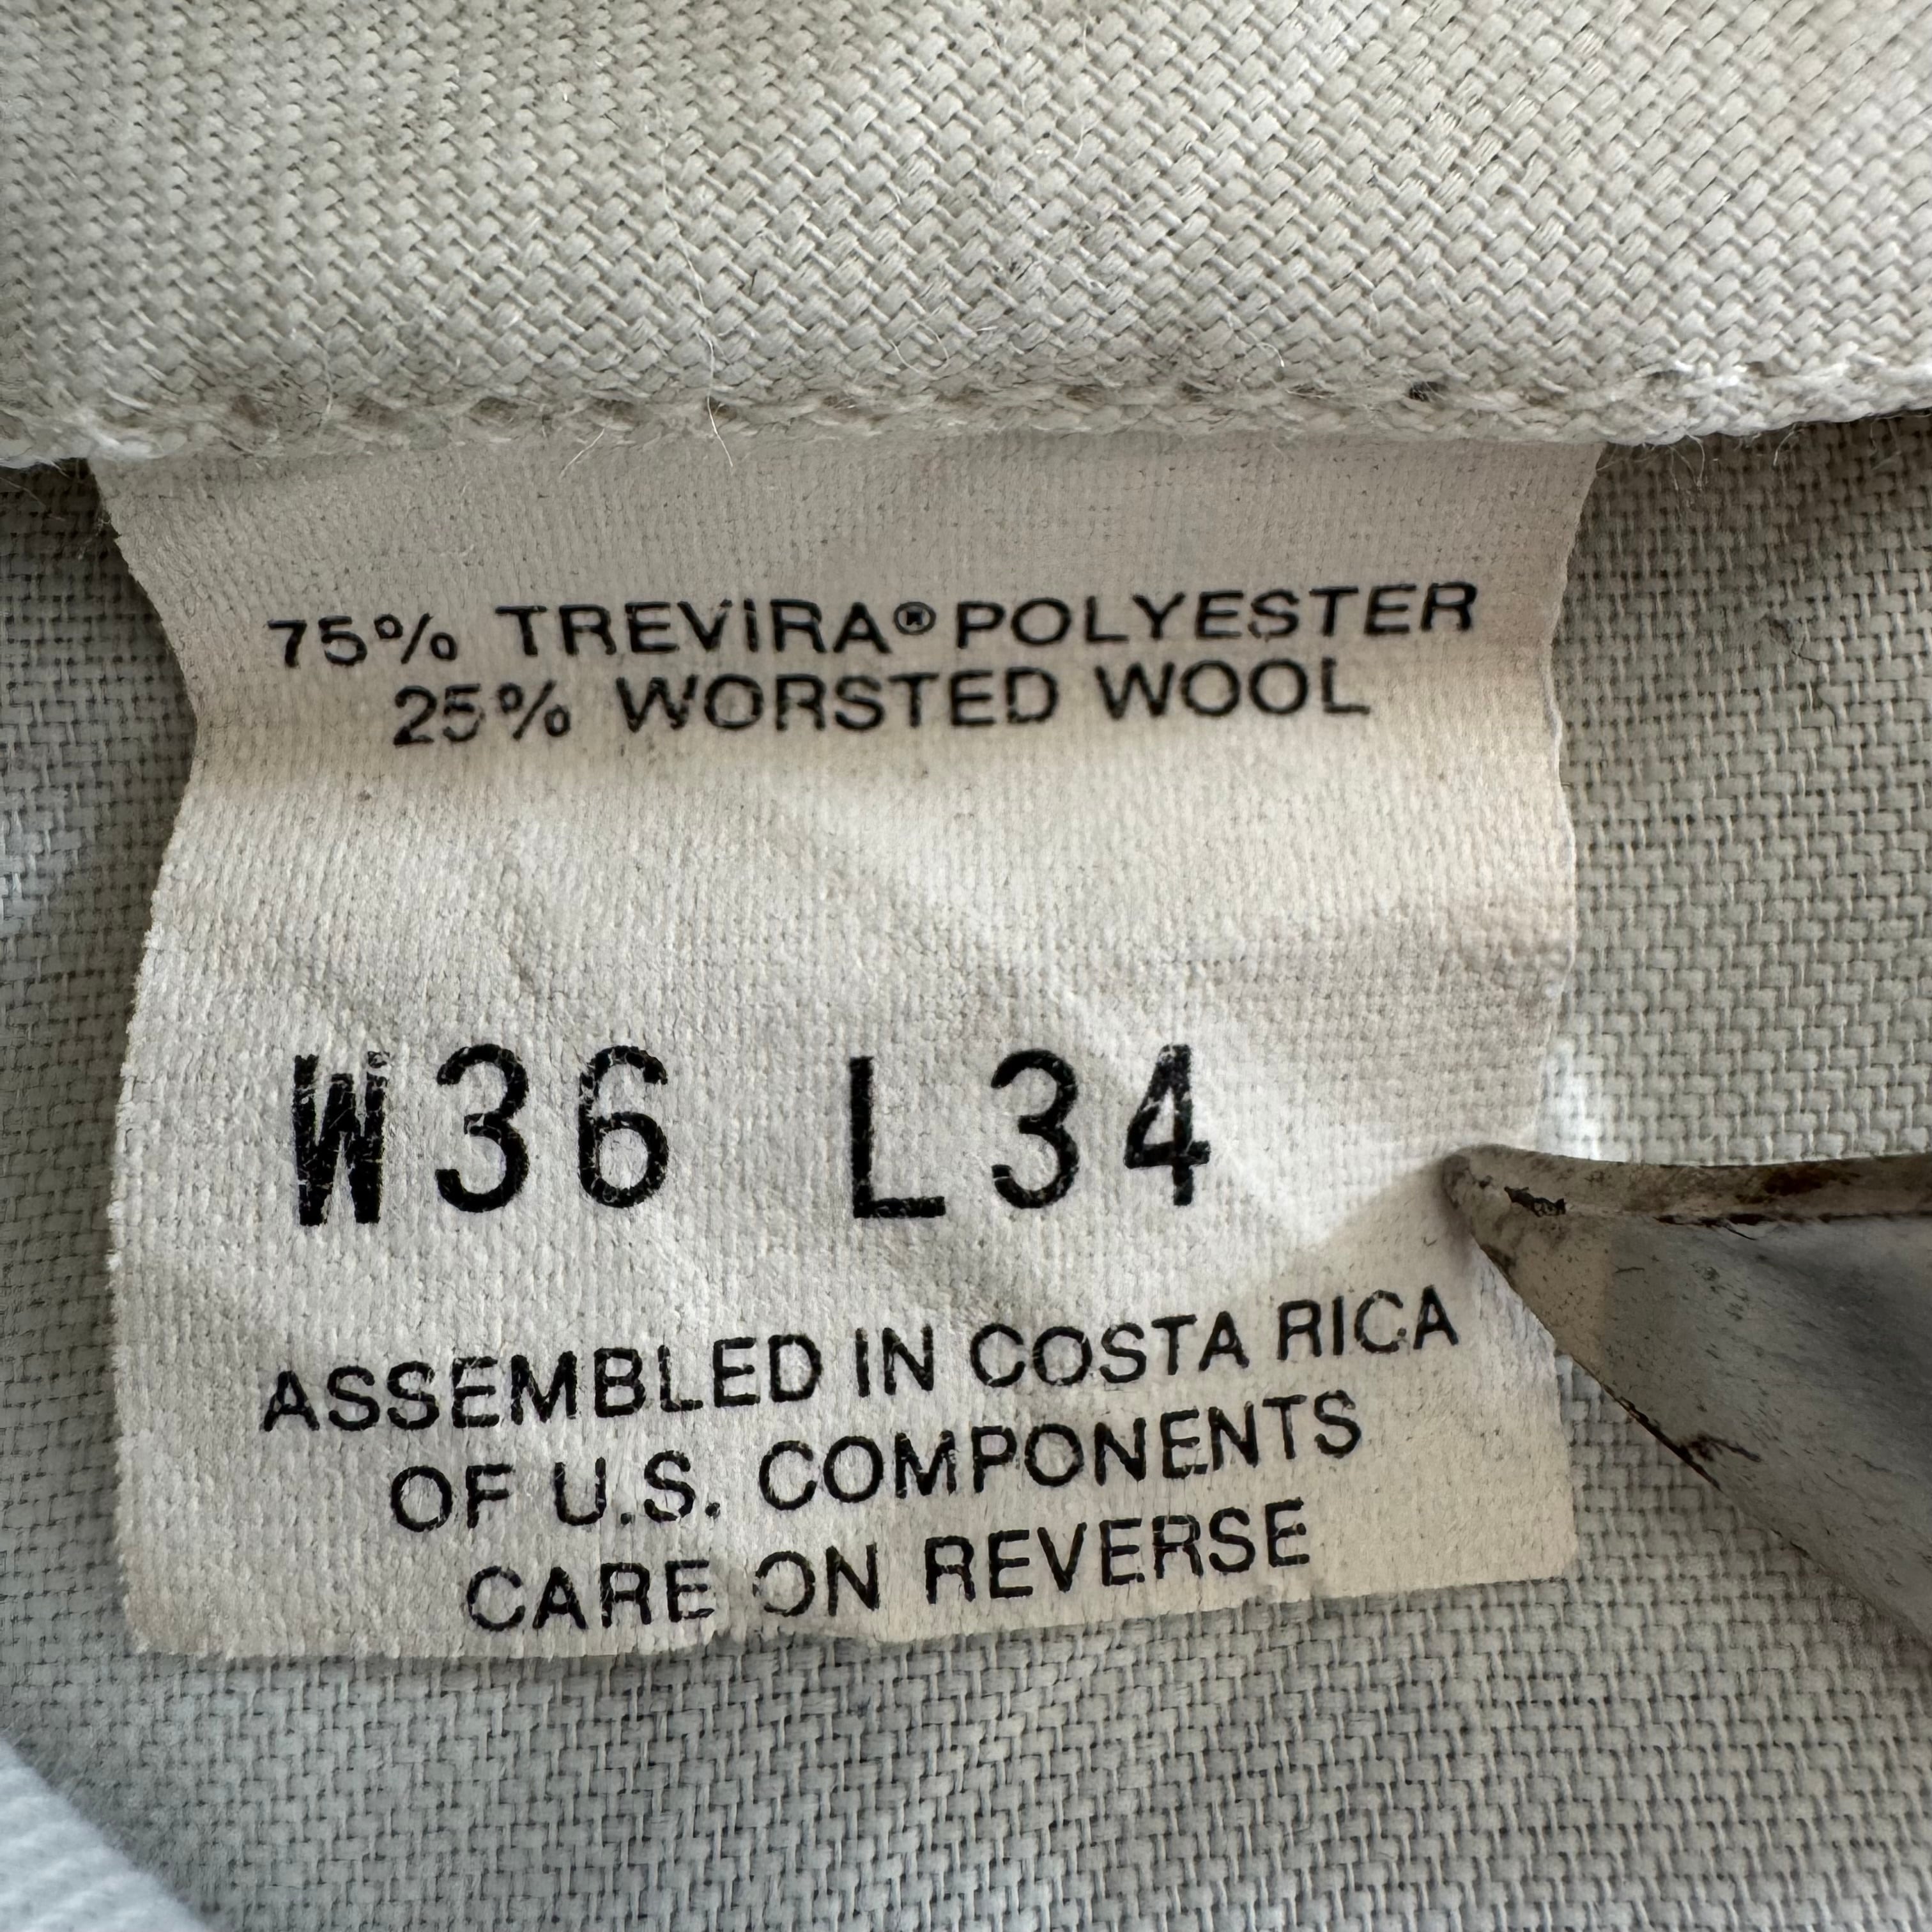 75% TREVIRA® POLYESTER
25% WORSTED WOOL
W36 L34
ASSEMBLED IN COSTA RICA
OF U.S. COMPONENTS
CARE ON REVERSE